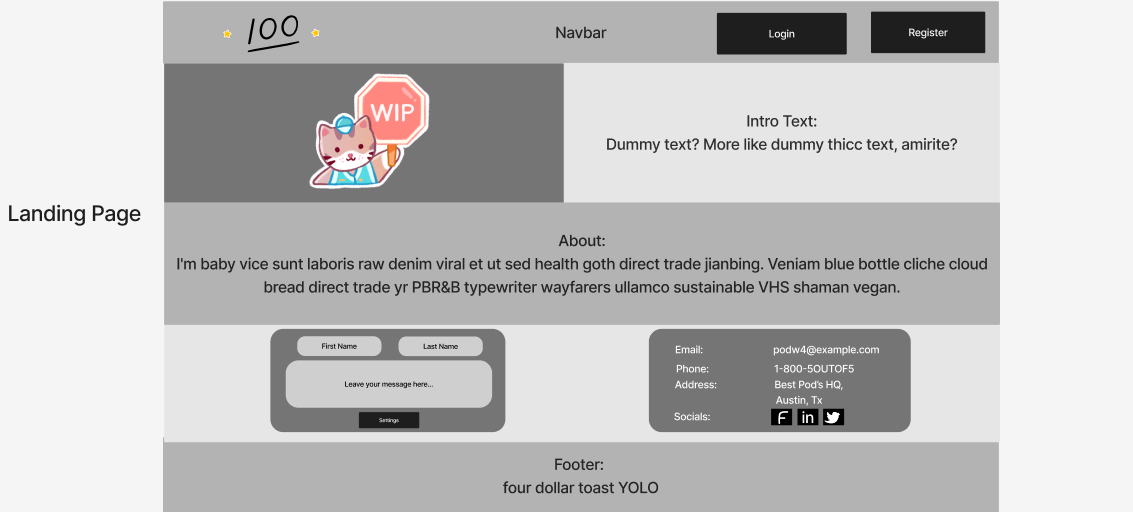 Landing Page
100
Navbar
Login
Register
WIP
Intro Text:
Dummy text? More like dummy thicc text, amirite?
About:
I'm baby vice sunt laboris raw denim viral et ut sed health goth direct trade jianbing. Veniam blue bottle cliche cloud
bread direct trade yr PBR&B typewriter wayfarers ullamco sustainable VHS shaman vegan.
First Name
Last Name
Leave your message here...
Settings
Email: podw4@example.com
Phone: 1-800-5OUTOF5
Address: Best Pod's HQ,
Austin, Tx
Socials: F in
Footer:
four dollar toast YOLO